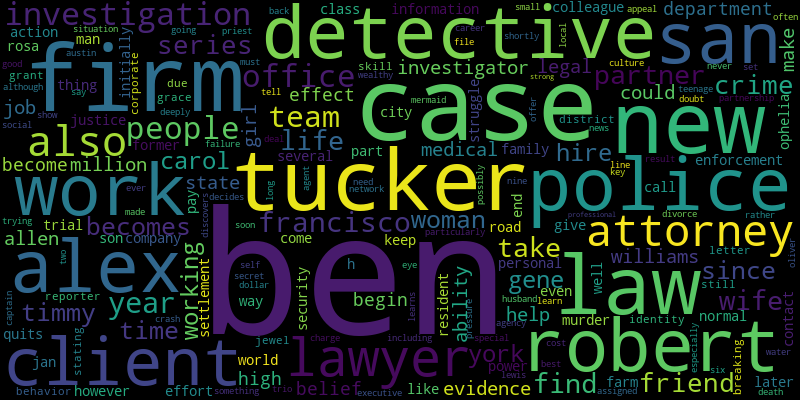 investigation
detective
small
colleague
department
action
man
rosa
class
information
back
situation
going
priest
career
file
shortly
often
appeal
culture
local
san
make
firm
series
initially
corporate
grant
austin
although
say
due
grace
must
office
skill
investigator
wealthy
legal
partner
never
set
good
thing
job
effect
tell
strong
case
could
doubt
teenage
partnership
crime
new
ophelia
justice
former
deeply
social
show
failure
girl
team
city
mermaid
struggle
offer
district
news
also
people
deal
life
several
part
medical
family
hire
line
key
result
enforcement
become
million
carol
state
pay
discovers
ever
made
work
tucker
agent
long
need
network
nine
possibly
police
call
divorce
rather
trying
becomes
decides
francisco
woman
road
end
give
attorney
letter
oliver
trial
allen
son
company
soon
ben
particularly
come
keep
take
williams
since
personal
still
alex
two
working
settlement
self
secret
dollar
way
h
eye
security
begin
resident
pressure
ability
gene
even
well
law
wife
contact
captain
reporter
year
crash
learns
husband
learn
agency
timmy
time
help
murder
identity
normal
water
quits
stating
jewel
charge
including
special
professional
robert
especially
cost
client
jan
world
lawyer
york
power
lewis
best
six
breaking
behavior
however
effort
something
high
trio
belief
executive
like
evidence
find
assigned
farm
friend
later
death